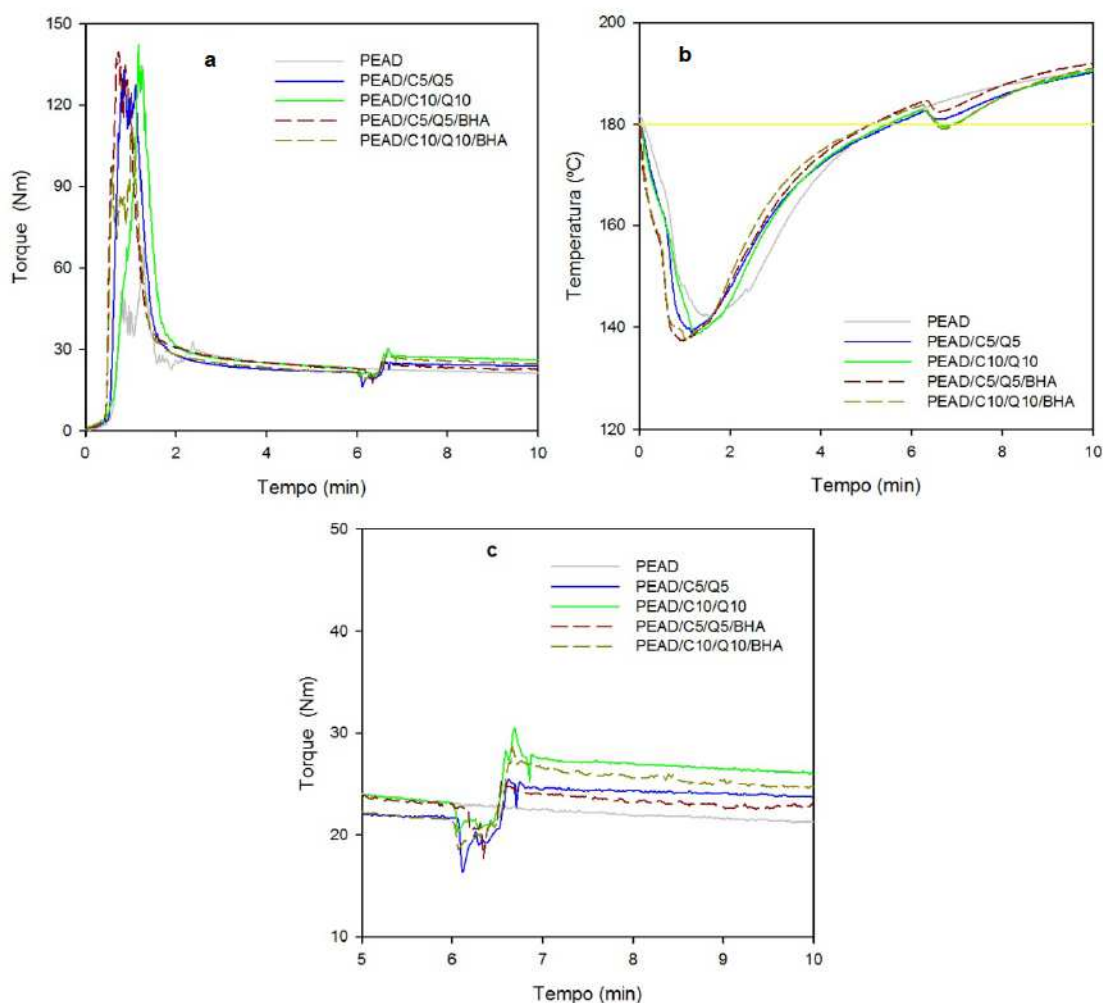 a
150
120
90
60
30
0
Torque (Nm)
PEAD
PEAD/C5/Q5
PEAD/C10/Q10
PEAD/C5/Q5/BHA
PEAD/C10/Q10/BHA
0 2 4 6 8 10
Tempo (min)
b
200
180
160
140
120
Temperatura (ºC)
PEAD
PEAD/C5/Q5
PEAD/C10/Q10
PEAD/C5/Q5/BHA
PEAD/C10/Q10/BHA
0 2 4 6 8 10
Tempo (min)
c
50
40
30
20
10
Torque (Nm)
PEAD
PEAD/C5/Q5
PEAD/C10/Q10
PEAD/C5/Q5/BHA
PEAD/C10/Q10/BHA
5 6 7 8 9 10
Tempo (min)